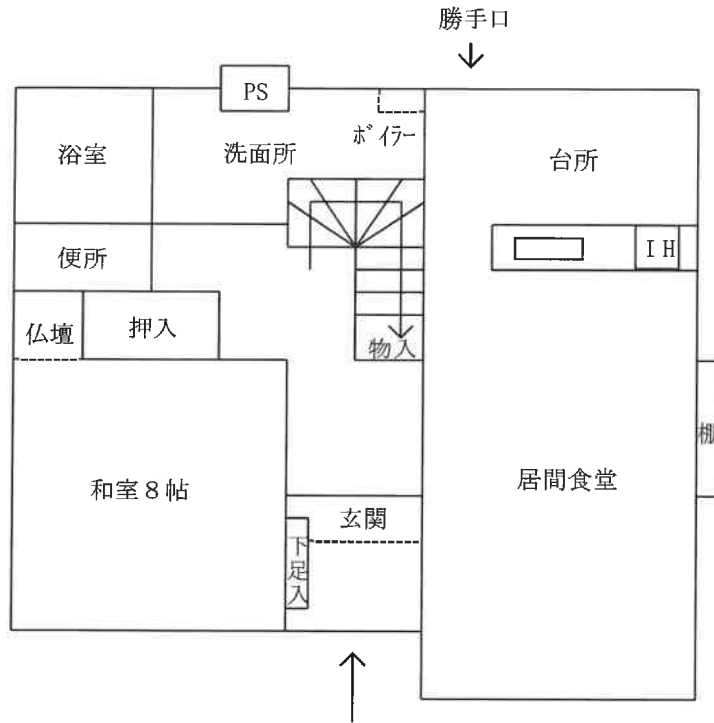 勝手口
PS
ボイラー
浴室
洗面所
台所
便所
IH
仏壇
押入
物入
棚
和室8帖
居間食堂
玄関
下足入